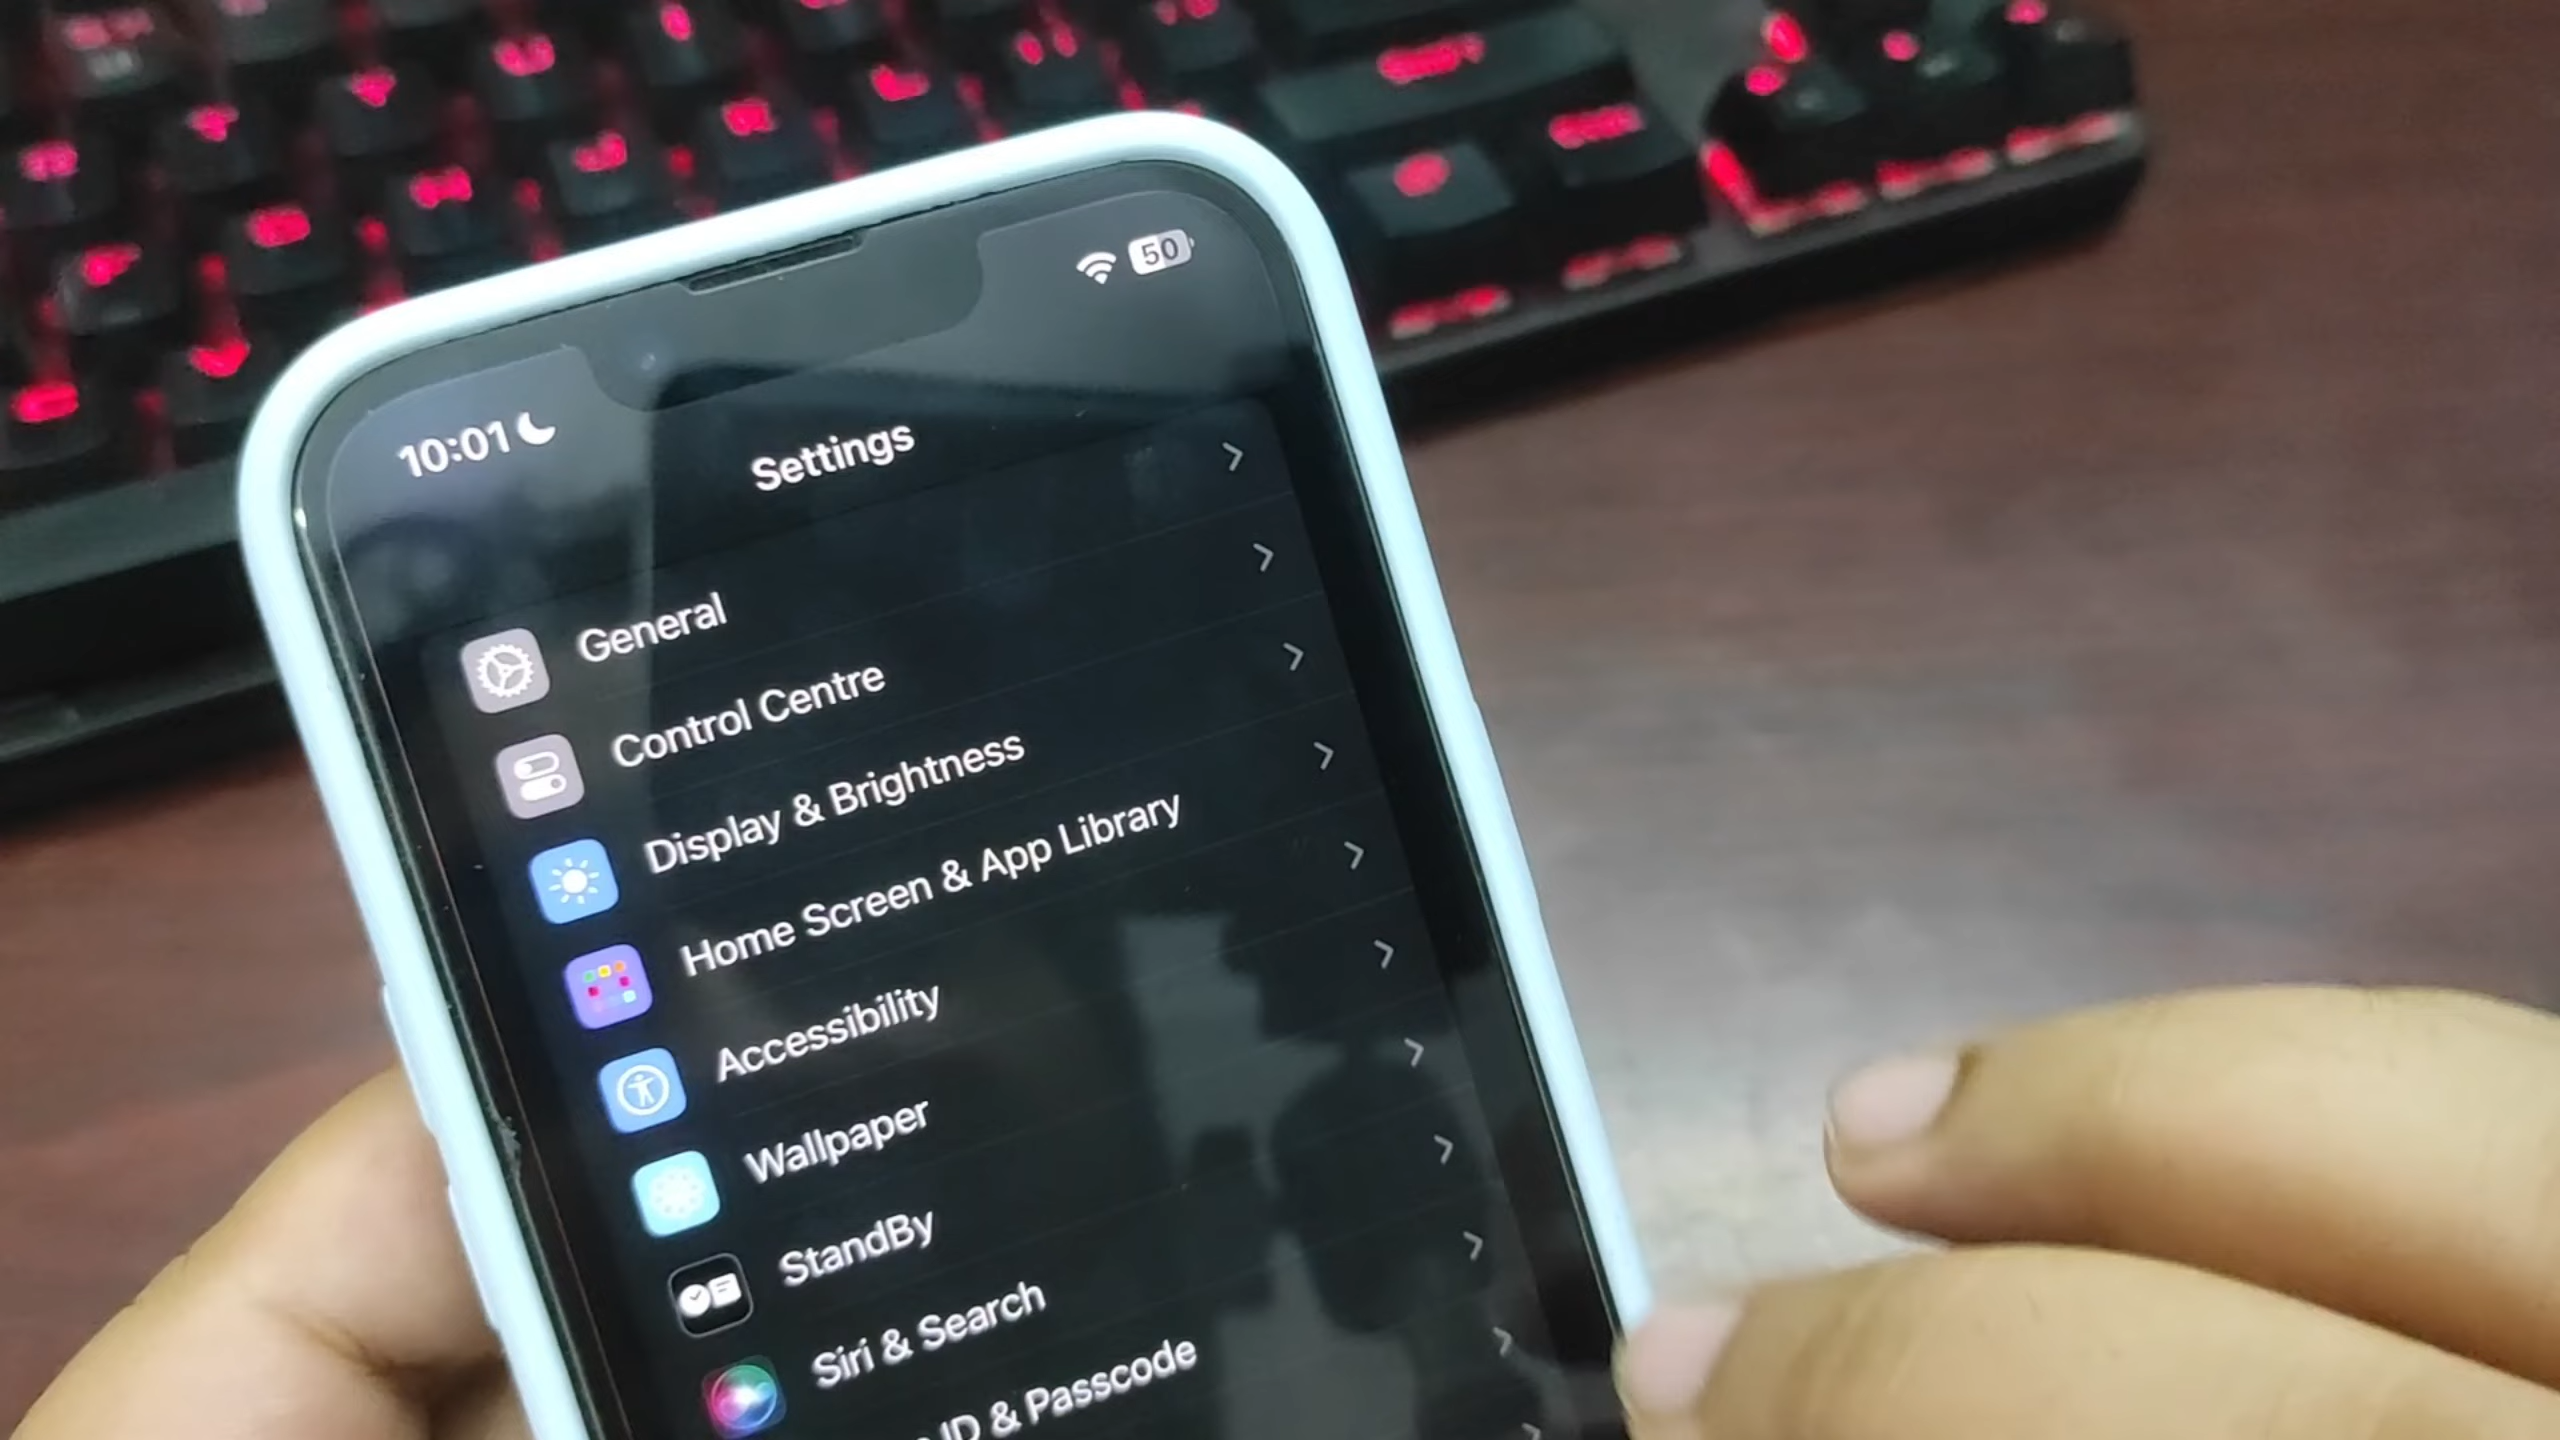 10:01
50
Settings
General
Control Centre
Display & Brightness
Home Screen & App Library
Accessibility
Wallpaper
StandBy
Siri & Search
ID & Passcode